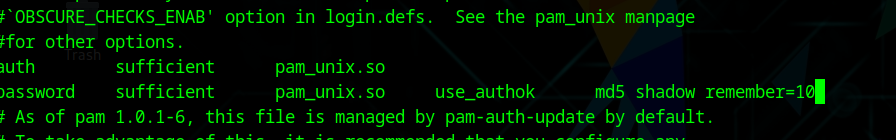 #`OBSCURE_CHECKS_ENAB' option in login.defs.  See the pam_unix manpage
#for other options.
Trash
auth        sufficient      pam_unix.so
password    sufficient      pam_unix.so     use_authok      md5 shadow remember=10
# As of pam 1.0.1-6, this file is managed by pam-auth-update by default.
# To take advantage of this, it is recommended that you configure any